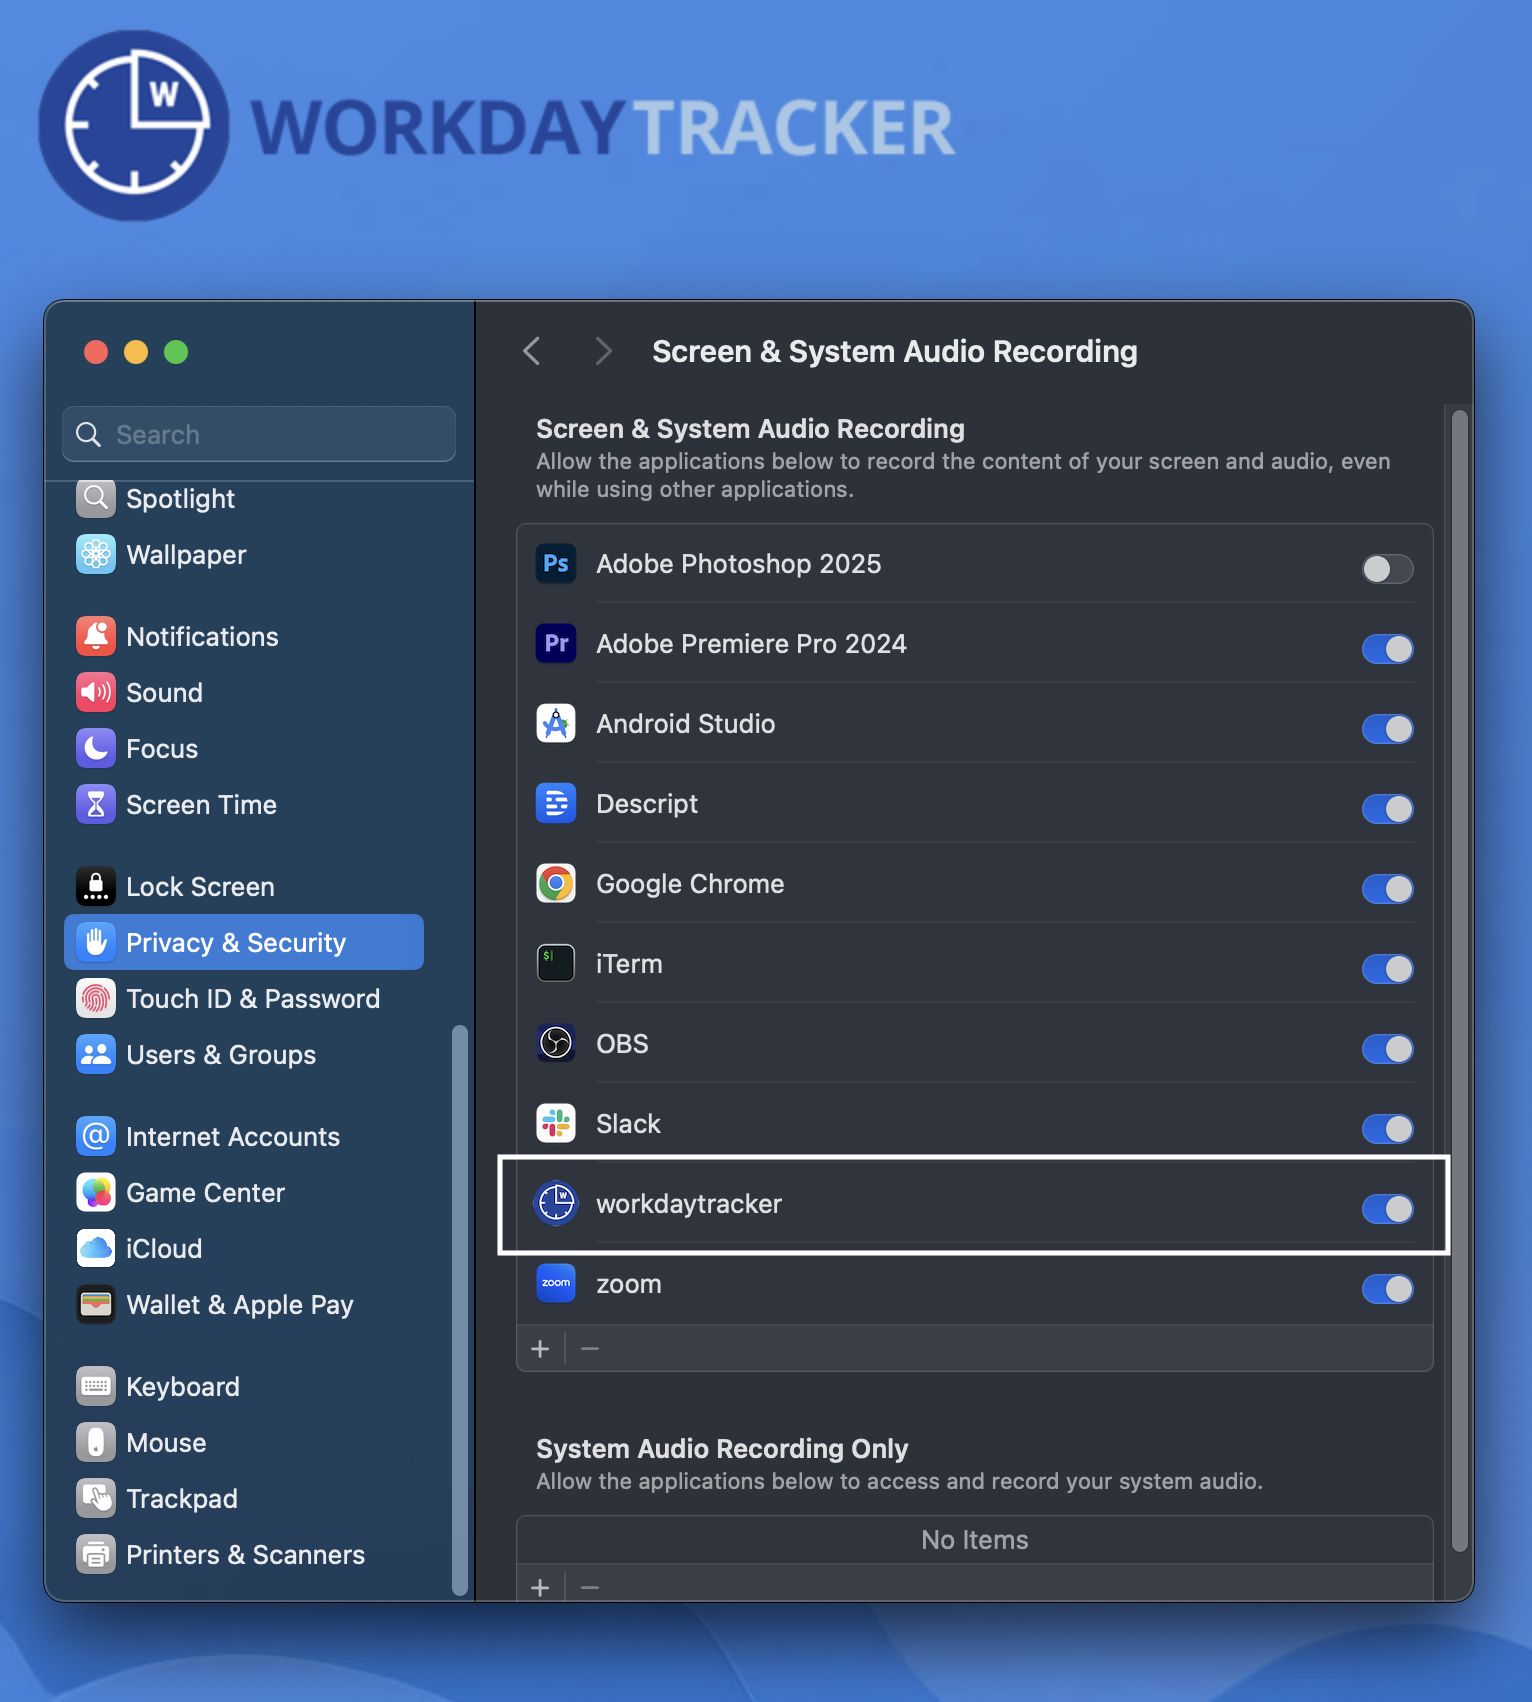 W
WORKDAYTRACKER
Screen & System Audio Recording
Search
Spotlight
Wallpaper
Notifications
Sound
Focus
Screen Time
Lock Screen
Privacy & Security
Touch ID & Password
Users & Groups
Internet Accounts
Game Center
iCloud
Wallet & Apple Pay
Keyboard
Mouse
Trackpad
Printers & Scanners
Screen & System Audio Recording
Allow the applications below to record the content of your screen and audio, even
while using other applications.
Ps Adobe Photoshop 2025
Pr Adobe Premiere Pro 2024
Android Studio
Descript
Google Chrome
$ iTerm
OBS
Slack
W workdaytracker
zoom zoom
+ −
System Audio Recording Only
Allow the applications below to access and record your system audio.
No Items
+ −